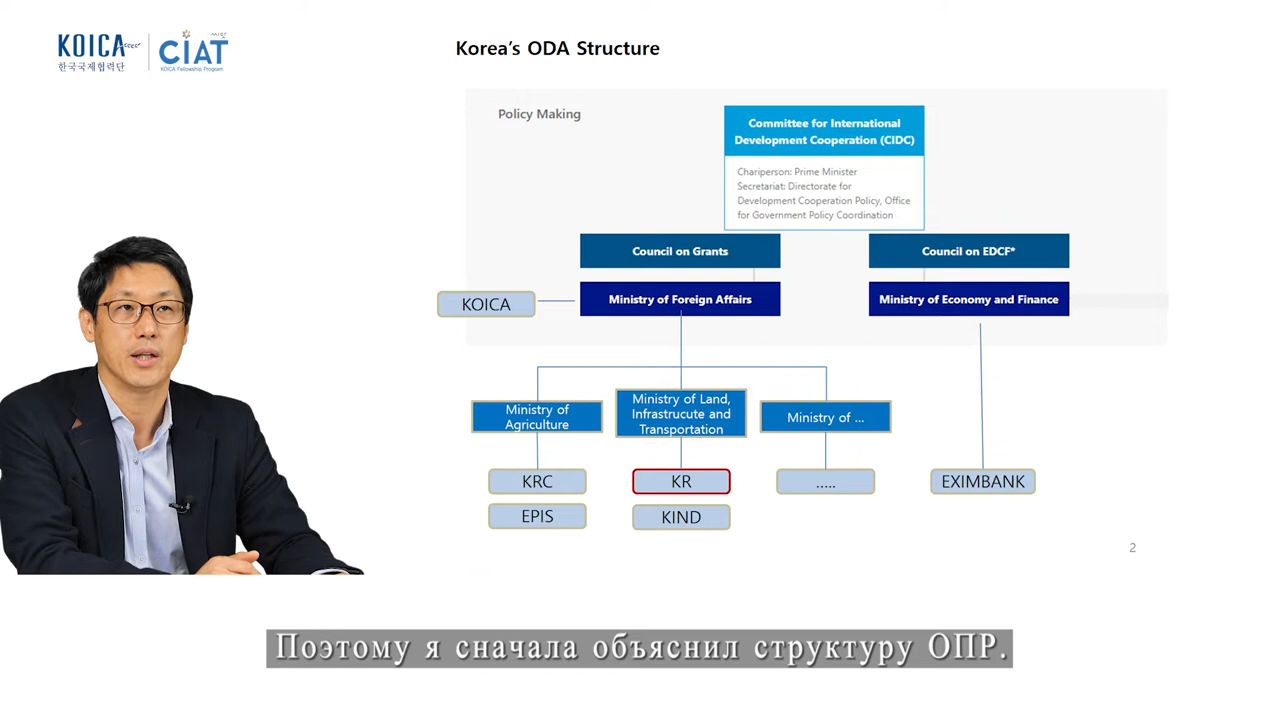 KOICA
한국국제협력단
CIAT
KOICA Fellowship Program
Korea's ODA Structure
Policy Making
Committee for International
Development Cooperation (CIDC)
Chariperson: Prime Minister
Secretariat: Directorate for
Development Cooperation Policy, Office
for Government Policy Coordination
Council on Grants
Council on EDCF*
KOICA
Ministry of Foreign Affairs
Ministry of Economy and Finance
Ministry of
Agriculture
Ministry of Land,
Infrastrucute and
Transportation
Ministry of ...
KRC
KR
.....
EXIMBANK
EPIS
KIND
2
Поэтому я сначала объяснил структуру ОПР.